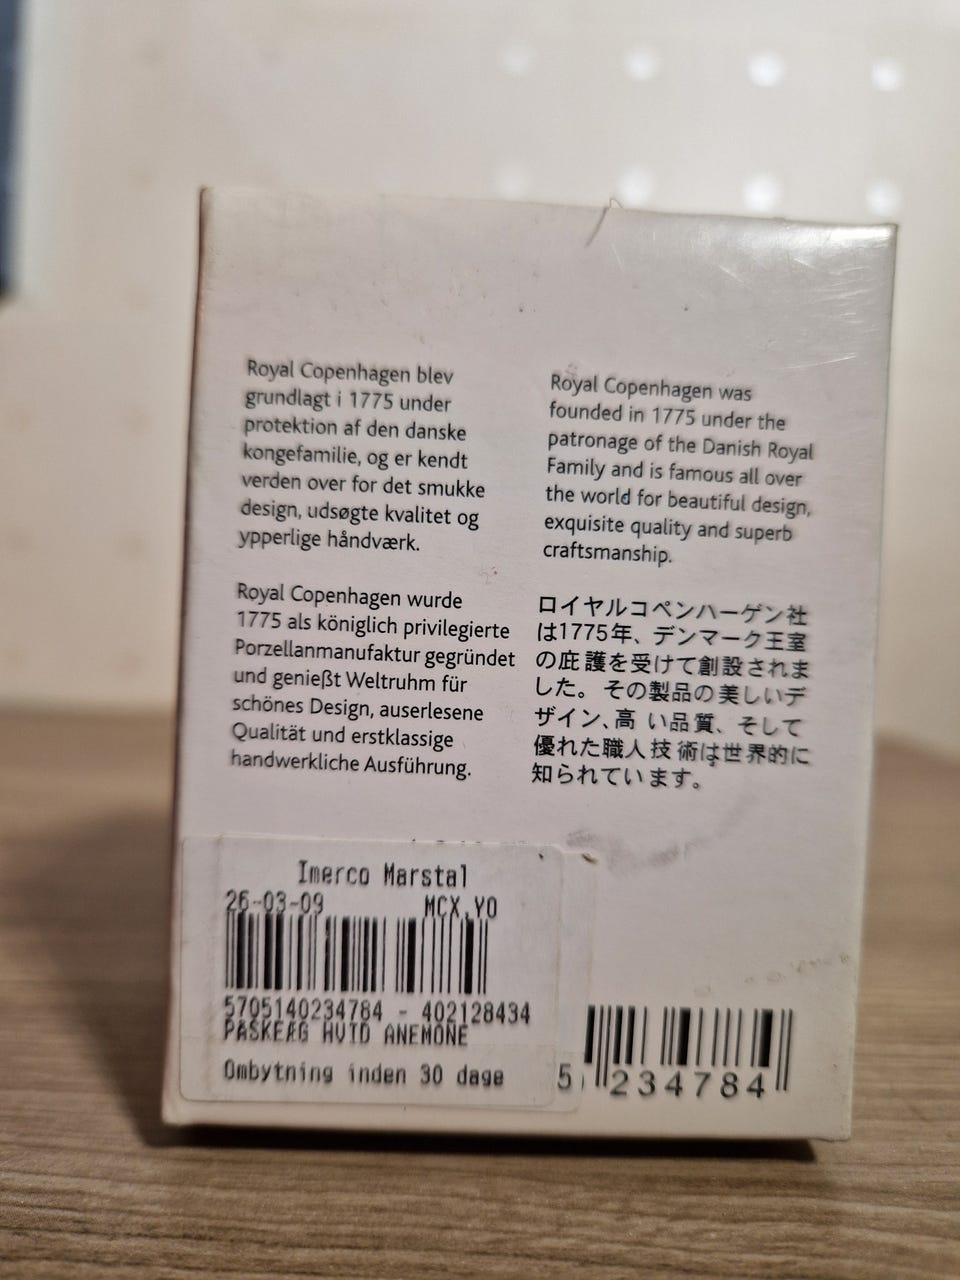 Royal Copenhagen blev
grundlagt i 1775 under
protektion af den danske
kongefamilie, og er kendt
verden over for det smukke
design, udsøgte kvalitet og
ypperlige håndværk.
Royal Copenhagen was
founded in 1775 under the
patronage of the Danish Royal
Family and is famous all over
the world for beautiful design,
exquisite quality and superb
craftsmanship.
Royal Copenhagen wurde
1775 als königlich privilegierte
Porzellanmanufaktur gegründet
und genießt Weltruhm für
schönes Design, auserlesene
Qualität und erstklassige
handwerkliche Ausführung.
ロイヤルコペンハーゲン社
は1775年、デンマーク王室
の庇護を受けて創設されま
した。その製品の美しいデ
ザイン、高い品質、そして
優れた職人技術は世界的に
知られています。
Imerco Marstal
26-03-09 MCX.YO
5705140234784 - 402128434
PASKEÆG HVID ANEMONE
Ombytning inden 30 dage
5 234784